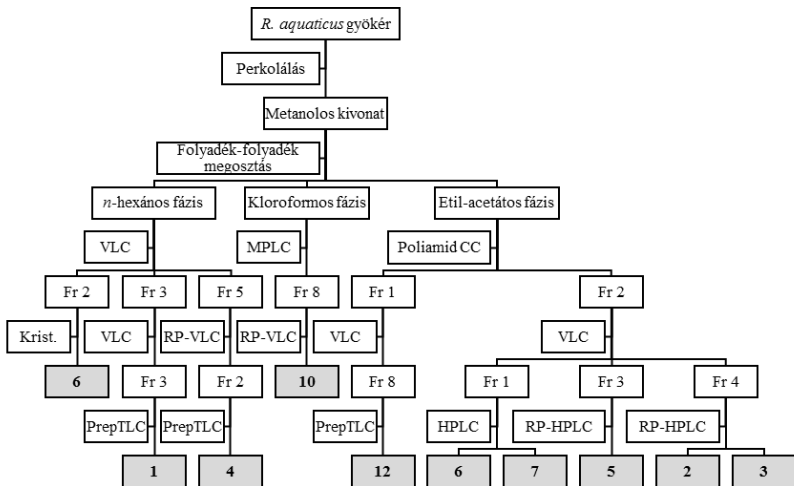 R. aquaticus gyökér
Perkolálás
Metanolos kivonat
Folyadék-folyadék
megosztás
n-hexános fázis
Kloroformos fázis
Etil-acetátos fázis
VLC
MPLC
Poliamid CC
Fr 2
Fr 3
Fr 5
Fr 8
Fr 1
Fr 2
Krist.
VLC
RP-VLC
RP-VLC
VLC
VLC
6
Fr 3
Fr 2
10
Fr 8
Fr 1
Fr 3
Fr 4
PrepTLC
PrepTLC
PrepTLC
HPLC
RP-HPLC
RP-HPLC
1
4
12
6
7
5
2
3